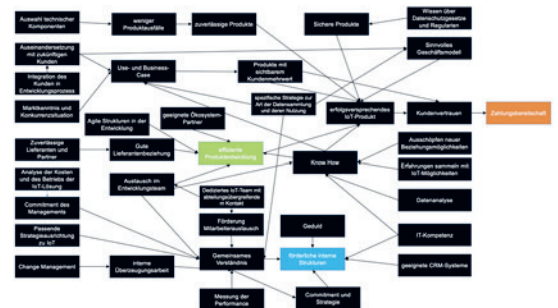 Auswahl technischer
Komponenten
weniger
Produktausfälle
zuverlässige Produkte
Sichere Produkte
Wissen über
Datenschutzgesetze
und Regularien
Auseinandersetzung
mit zukünftigen
Kunden
Sinnvolles
Geschäftsmodell
Use- und Business-
Case
Produkte mit
sichtbarem
Kundenmehrwert
Integration des
Kunden in
Entwicklungsprozess
spezifische Strategie zur
Art der Datensammlung
und deren Nutzung
Marktkenntnis und
Konkurrenzsituation
geeignete Ökosystem-
Partner
erfolgsversprechendes
IoT-Produkt
Kundenvertrauen
Zahlungsbereitschaft
Agile Strukturen in der
Entwicklung
Zuverlässige
Lieferanten und
Partner
Gute
Lieferantenbeziehung
effiziente
Produktentwicklung
Know How
Ausschöpfen neuer
Beziehungsmöglichkeiten
Erfahrungen sammeln mit
IoT-Möglichkeiten
Analyse der Kosten
und des Betriebs der
IoT-Lösung
Austausch im
Entwicklungsteam
Dediziertes IoT-Team mit
abteilungsübergreifende
n Kontakt
Datenanalyse
Commitment des
Managements
Förderung
Mitarbeiteraustausch
Geduld
IT-Kompetenz
Passende
Strategieausrichtung
zu IoT
Change Management
interne
Überzeugungsarbeit
Gemeinsames
Verständnis
förderliche interne
Strukturen
geeignete CRM-Systeme
Messung der
Performance
Commitment und
Strategie